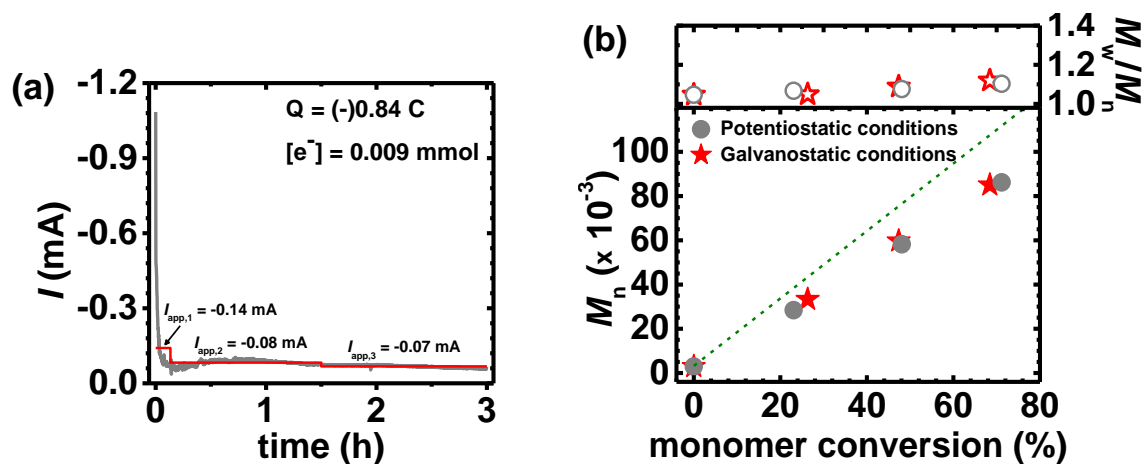 (a)
-1.2
-0.9
-0.6
-0.3
0.0
I (mA)
Q = (-)0.84 C
[e⁻] = 0.009 mmol
I_app,1 = -0.14 mA
I_app,2 = -0.08 mA
I_app,3 = -0.07 mA
0 1 2 3
time (h)
(b)
1.4
1.2
1.0
M_w/M_n
Potentiostatic conditions
Galvanostatic conditions
100
80
60
40
20
0
M_n (x 10⁻³)
0 20 40 60 80
monomer conversion (%)